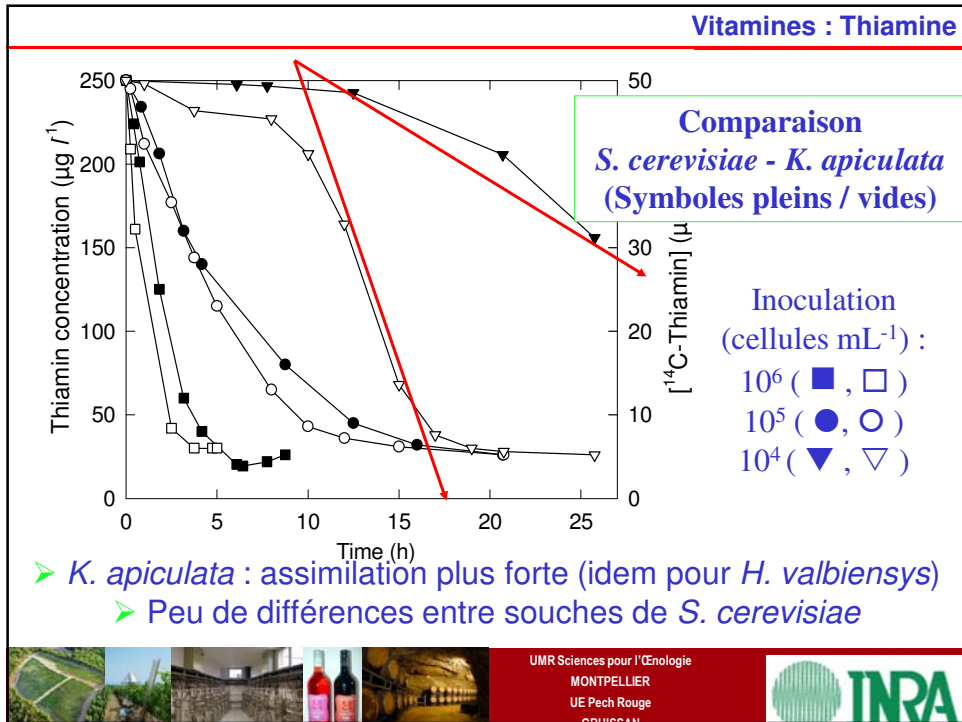 Vitamines : Thiamine
250
200
150
100
50
0
Thiamin concentration (µg /¹)
0 5 10 15 20 25
Time (h)
50
30
20
10
0
[¹⁴C-Thiamin] (µ
Comparaison
S. cerevisiae - K. apiculata
(Symboles pleins / vides)
Inoculation
(cellules mL⁻¹) :
10⁶ ( ■ , □ )
10⁵ ( ●, ○ )
10⁴ ( ▼ , ▽ )
➢ K. apiculata : assimilation plus forte (idem pour H. valbiensys)
➢ Peu de différences entre souches de S. cerevisiae
UMR Sciences pour l'Œnologie
MONTPELLIER
UE Pech Rouge
GRUISSAN
INRA